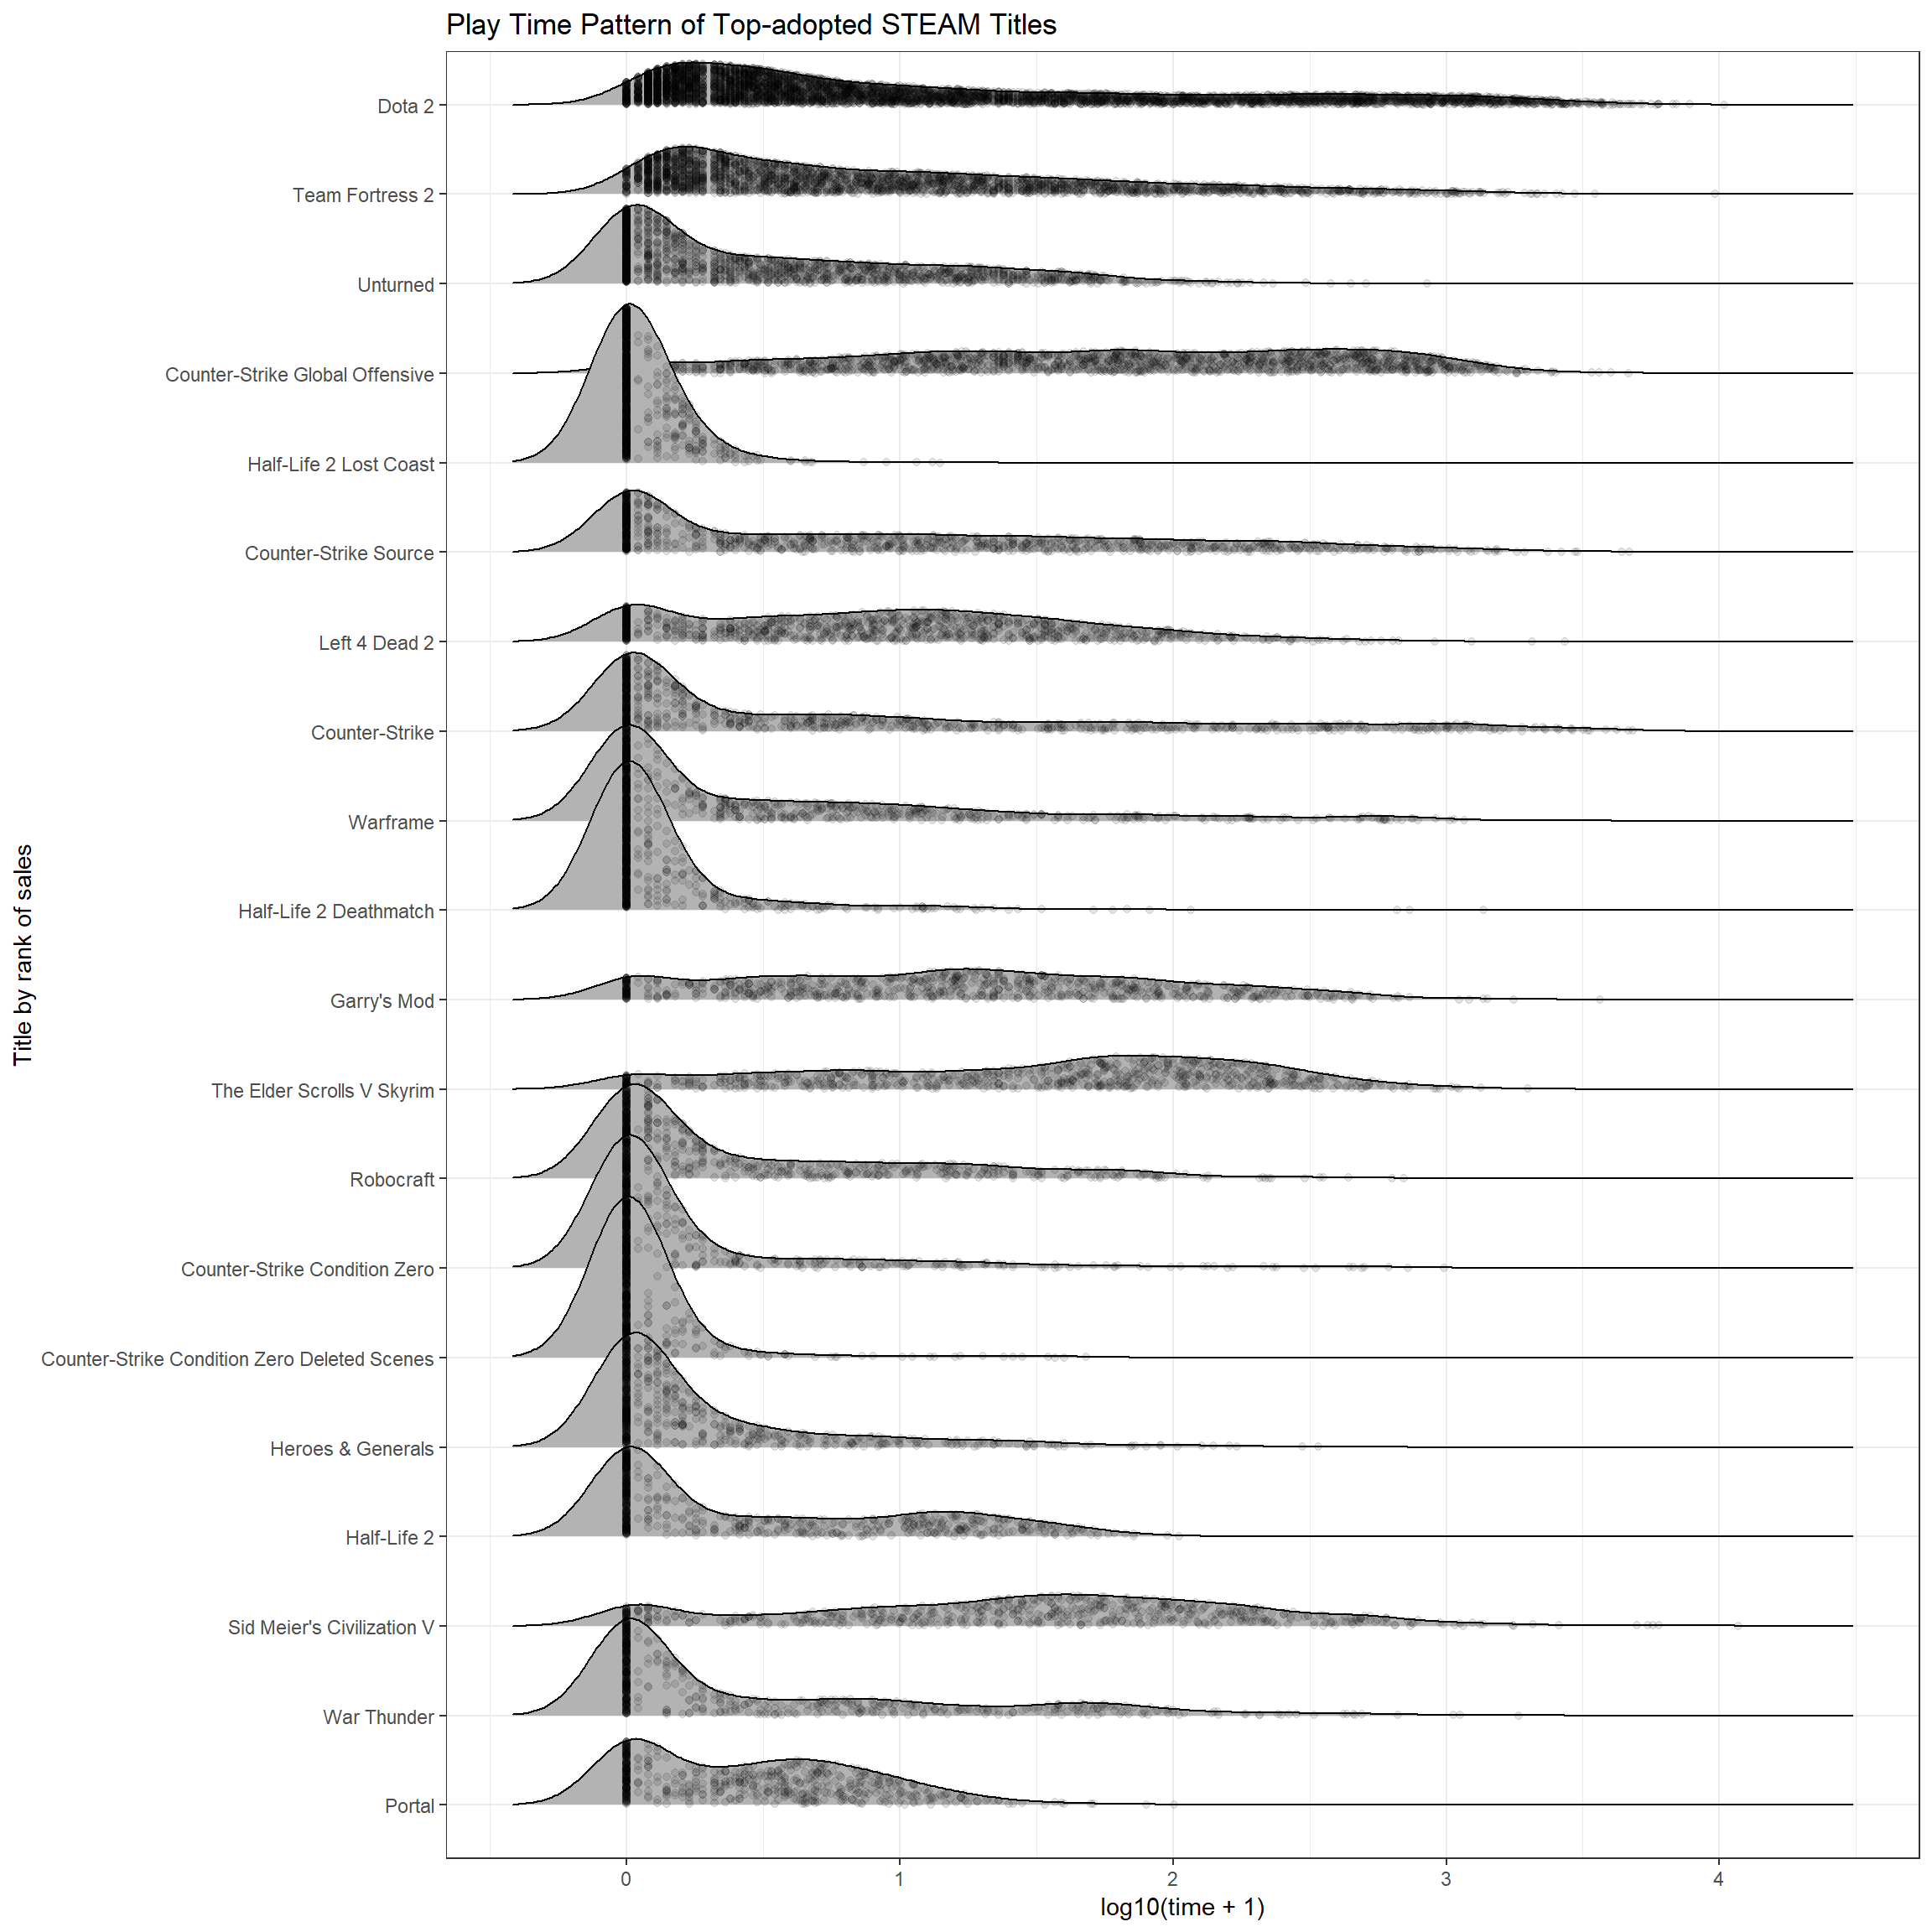 Play Time Pattern of Top-adopted STEAM Titles
Title by rank of sales
Dota 2
Team Fortress 2
Unturned
Counter-Strike Global Offensive
Half-Life 2 Lost Coast
Counter-Strike Source
Left 4 Dead 2
Counter-Strike
Warframe
Half-Life 2 Deathmatch
Garry's Mod
The Elder Scrolls V Skyrim
Robocraft
Counter-Strike Condition Zero
Counter-Strike Condition Zero Deleted Scenes
Heroes & Generals
Half-Life 2
Sid Meier's Civilization V
War Thunder
Portal
0 1 2 3 4
log10(time + 1)